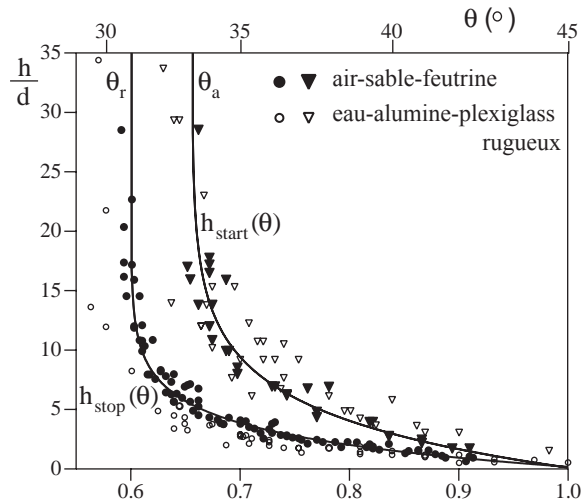 30 35 40 45
θ (○)
h/d
35
30
25
20
15
10
5
0
θr
θa
air-sable-feutrine
eau-alumine-plexiglass
rugueux
hstart(θ)
hstop(θ)
0.6 0.7 0.8 0.9 1.0